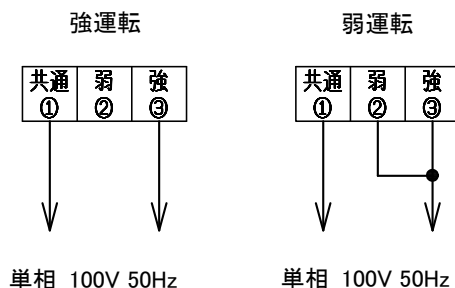 強運転
共通 弱 強
① ② ③
単相 100V 50Hz
弱運転
共通 弱 強
① ② ③
単相 100V 50Hz